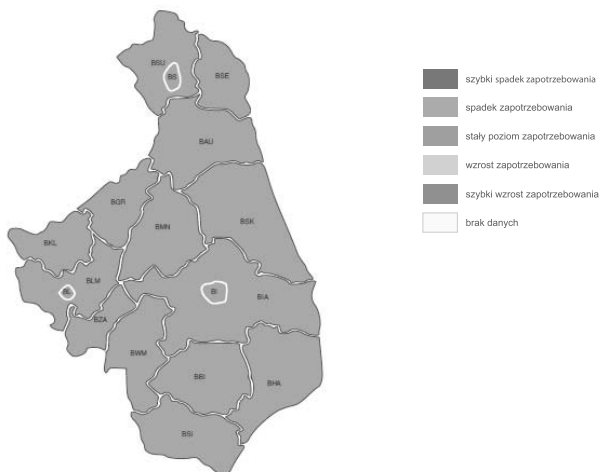 BSU
BS
BSE
BAU
BGR
BMN
BSK
BKL
BLM
BL
BI
BIA
BZA
BWM
BBI
BHA
BSI
szybki spadek zapotrzebowania
spadek zapotrzebowania
stały poziom zapotrzebowania
wzrost zapotrzebowania
szybki wzrost zapotrzebowania
brak danych